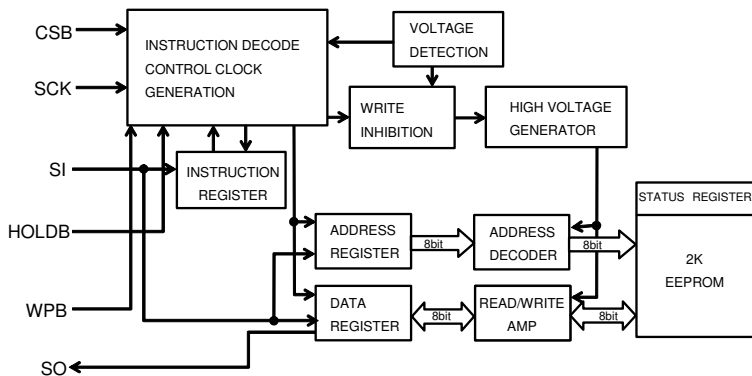 CSB
INSTRUCTION DECODE
CONTROL CLOCK
GENERATION
VOLTAGE
DETECTION
SCK
WRITE
INHIBITION
HIGH VOLTAGE
GENERATOR
SI
INSTRUCTION
REGISTER
STATUS REGISTER
HOLDB
ADDRESS
REGISTER
8bit
ADDRESS
DECODER
8bit
2K
EEPROM
WPB
DATA
REGISTER
8bit
READ/WRITE
AMP
8bit
SO